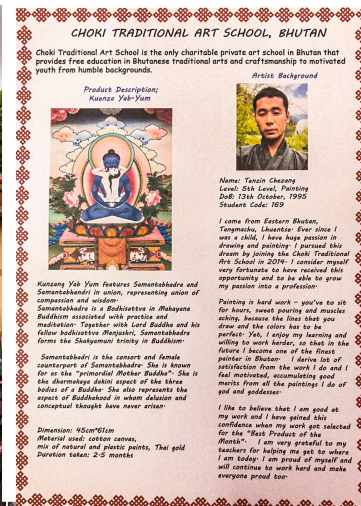 CHOKI TRADITIONAL ART SCHOOL, BHUTAN
Choki Traditional Art School is the only charitable private art school in Bhutan that
provides free education in Bhutanese traditional arts and craftsmanship to motivated
youth from humble backgrounds.
Product Description;
Kuenza Yab-Yum
Kunzang Yab Yum features Samantabhadra and
Samantabhandri in union, representing union of
compassion and wisdom.
Samantabhadra is a Bodhisattva in Mahayana
Buddhism associated with practice and
meditation. Together with Lord Buddha and his
fellow bodhisattva Manjushri, Samantabhadra
forms the Shakyamuni trinity in Buddhism.
Samantabhadri is the consort and female
counterpart of Samantabhadra. She is known
as the "primordial Mother Buddha". She is the
dharmakaya dakini aspect of the three
bodies of a Buddha. She also represents the
aspect of Buddhahood in whom delusion and
conceptual thought have never arisen.
Dimension: 45cm*61cm
Material used: cotton canvas,
mix of natural and plastic paints, Thai gold
Duration taken: 2.5 months
Artist Background
Name: Tenzin Chezang
Level: 5th Level, Painting
DoB: 13th October, 1995
Student Code: 169
I come from Eastern Bhutan,
Tangmachu, Lhuentse. Ever since I
was a child, I have huge passion in
drawing and painting. I pursued this
dream by joining the Choki Traditional
Art School in 2014. I consider myself
very fortunate to have received this
opportunity and to be able to grow
my passion into a profession.
Painting is hard work – you've to sit
for hours, sweat pouring and muscles
aching, because the lines that you
draw and the colors has to be
perfect. Yet, I enjoy my learning and
willing to work harder, so that in the
future I become one of the finest
painter in Bhutan. I derive lot of
satisfaction from the work I do and I
feel motivated, accumulating good
merits from all the paintings I do of
god and goddesses.
I like to believe that I am good at
my work and I have gained this
confidence when my work got selected
for the "Best Product of the
Month". I am very grateful to my
teachers for helping me get to where
I am today. I am proud of myself and
will continue to work hard and make
everyone proud too.